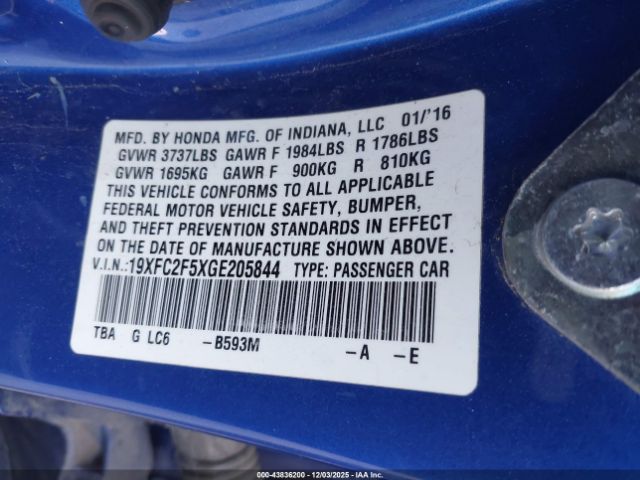 MFD. BY HONDA MFG. OF INDIANA, LLC 01/'16
GVWR 3737LBS GAWR F 1984LBS R 1786LBS
GVWR 1695KG GAWR F 900KG R 810KG
THIS VEHICLE CONFORMS TO ALL APPLICABLE
FEDERAL MOTOR VEHICLE SAFETY, BUMPER,
AND THEFT PREVENTION STANDARDS IN EFFECT
ON THE DATE OF MANUFACTURE SHOWN ABOVE.
V.I.N.:19XFC2F5XGE205844 TYPE: PASSENGER CAR
TBA G LC6 -B593M -A -E
000-43836200 - 12/03/2025 - IAAI.COM